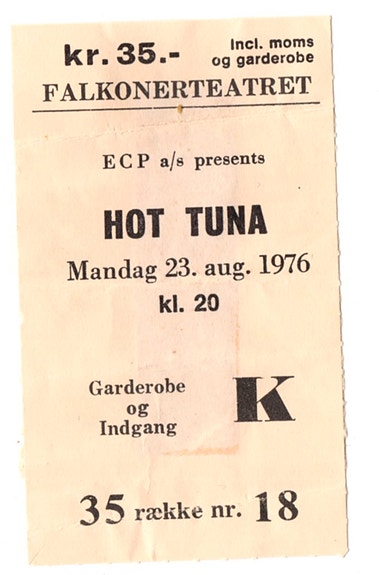 kr. 35.- Incl. moms
og garderobe
FALKONERTEATRET
ECP a/s presents
HOT TUNA
Mandag 23. aug. 1976
kl. 20
Garderobe
og
Indgang
K
35 række nr. 18